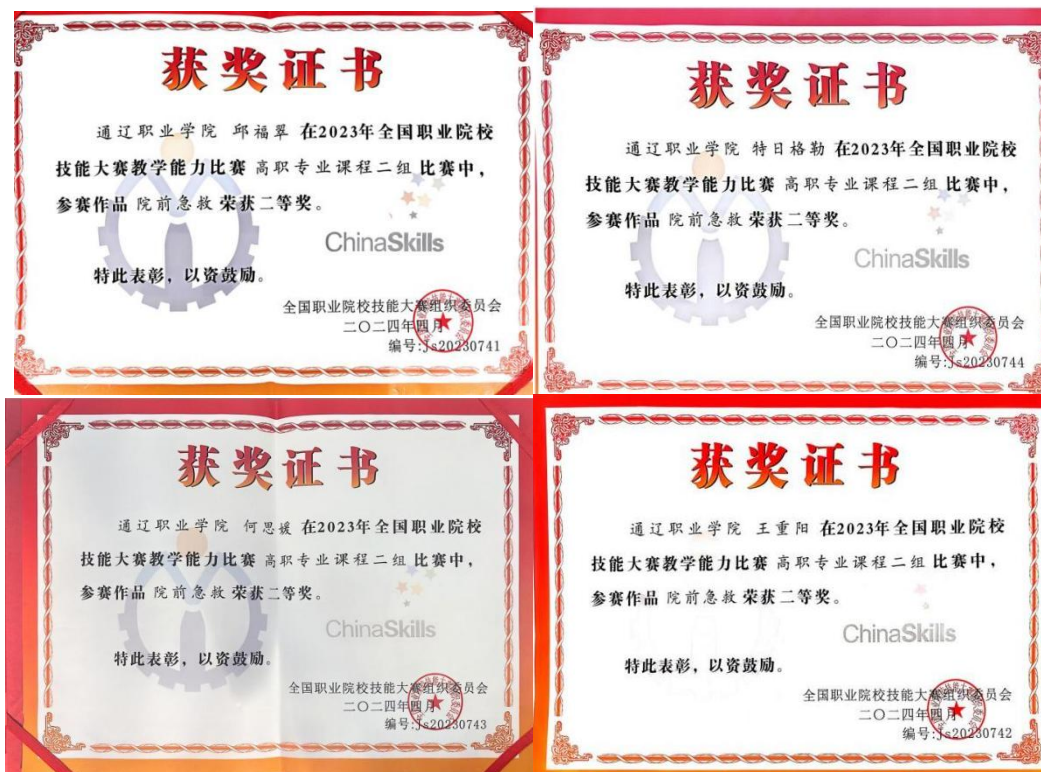 获奖证书
通辽职业学院 邱福翠 在2023年全国职业院校
技能大赛教学能力比赛 高职专业课程二组 比赛中，
参赛作品 院前急救 荣获二等奖。
ChinaSkills
特此表彰，以资鼓励。
全国职业院校技能大赛组织委员会
二〇二四年四月
编号:js20230741
获奖证书
通辽职业学院 特日格勒 在2023年全国职业院校
技能大赛教学能力比赛 高职专业课程二组 比赛中，
参赛作品 院前急救 荣获二等奖。
ChinaSkills
特此表彰，以资鼓励。
全国职业院校技能大赛组织委员会
二〇二四年四月
编号:js20230744
获奖证书
通辽职业学院 何思媛 在2023年全国职业院校
技能大赛教学能力比赛 高职专业课程二组 比赛中，
参赛作品 院前急救 荣获二等奖。
ChinaSkills
特此表彰，以资鼓励。
全国职业院校技能大赛组织委员会
二〇二四年四月
编号:js20230743
获奖证书
通辽职业学院 王重阳 在2023年全国职业院校
技能大赛教学能力比赛 高职专业课程二组 比赛中，
参赛作品 院前急救 荣获二等奖。
ChinaSkills
特此表彰，以资鼓励。
全国职业院校技能大赛组织委员会
二〇二四年四月
编号:js20230742